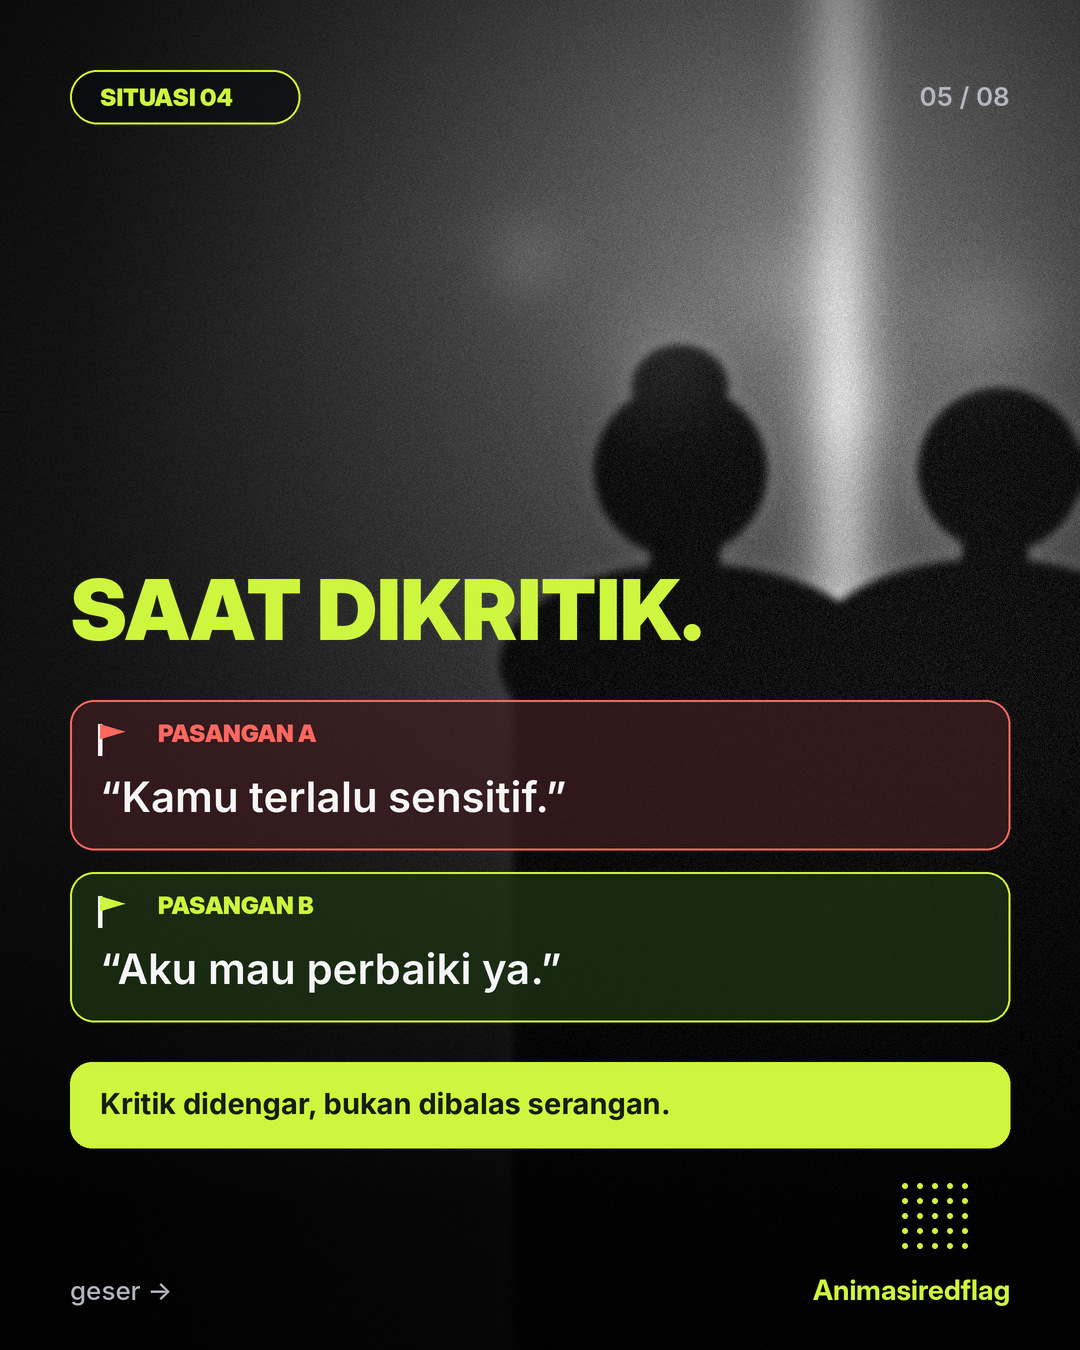 SITUASI 04
05 / 08
SAAT DIKRITIK.
PASANGAN A
“Kamu terlalu sensitif.”
PASANGAN B
“Aku mau perbaiki ya.”
Kritik didengar, bukan dibalas serangan.
geser →
Animasiredflag